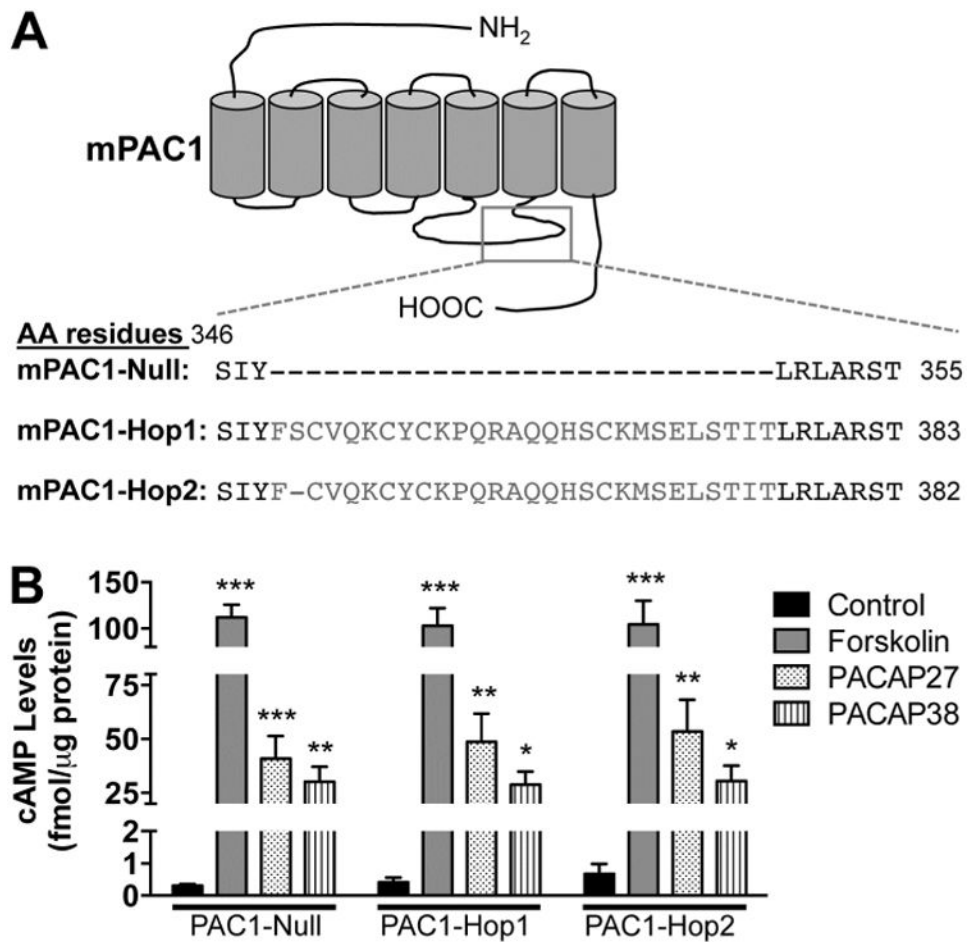 A
NH2
mPAC1
HOOC
AA residues 346
mPAC1-Null: SIY----------------------------LRLARST 355
mPAC1-Hop1: SIYFSCVQKCYCKPQRAQQHSCKMSELSTITLRLARST 383
mPAC1-Hop2: SIYF-CVQKCYCKPQRAQQHSCKMSELSTITLRLARST 382
B
cAMP Levels
(fmol/μg protein)
150
100
75
50
25
2
1
0
*** *** ** *** ** * *** ** *
Control
Forskolin
PACAP27
PACAP38
PAC1-Null PAC1-Hop1 PAC1-Hop2